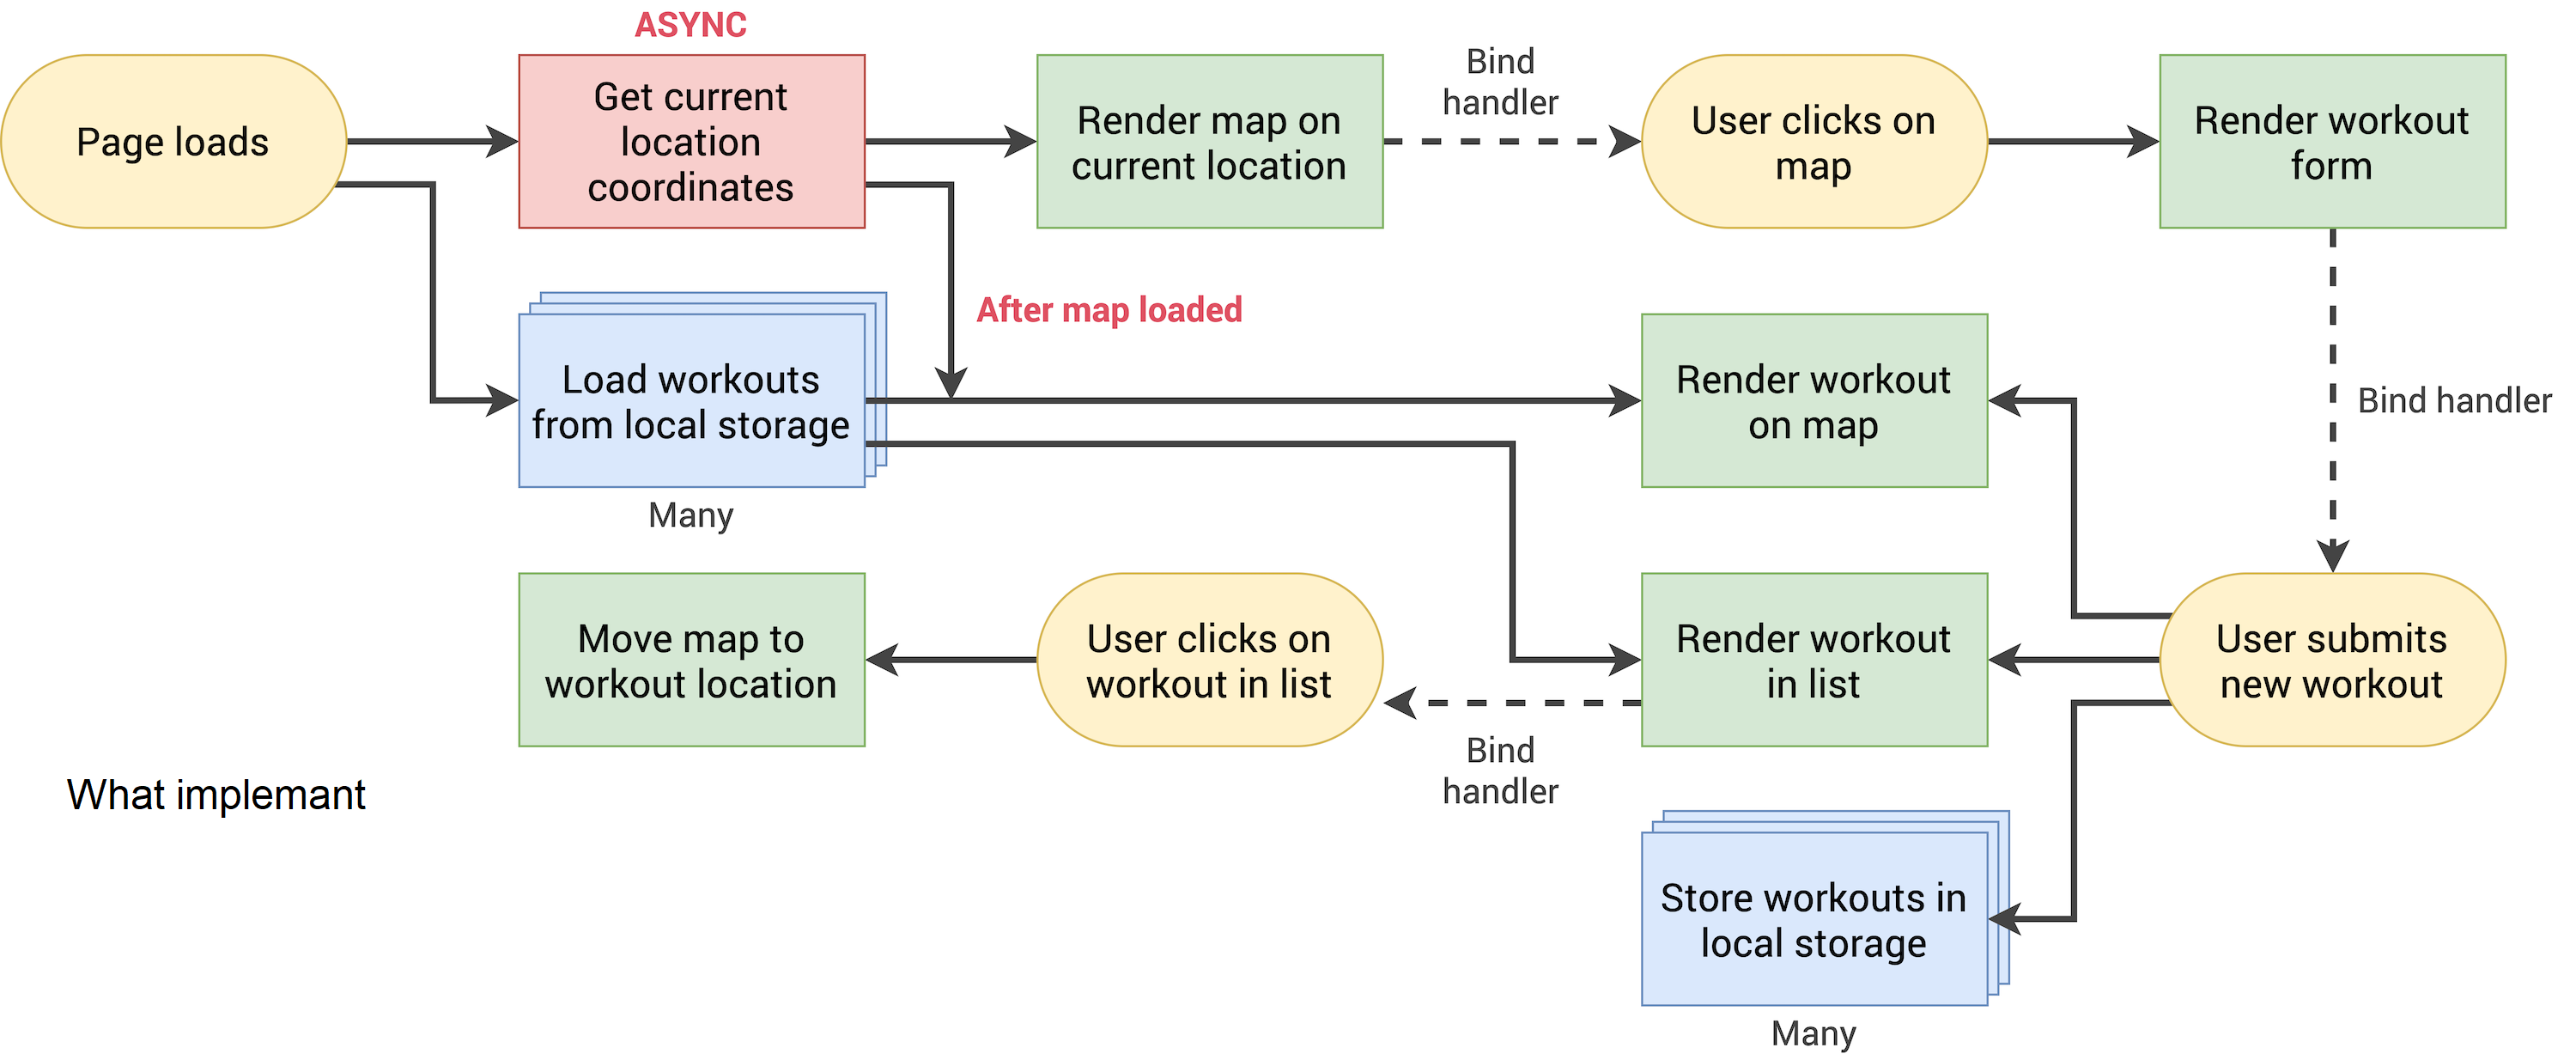 ASYNC
Page loads
Get current
location
coordinates
Render map on
current location
Bind
handler
User clicks on
map
Render workout
form
After map loaded
Load workouts
from local storage
Many
Render workout
on map
Bind handler
Move map to
workout location
User clicks on
workout in list
Render workout
in list
User submits
new workout
Bind
handler
What implemant
Store workouts in
local storage
Many